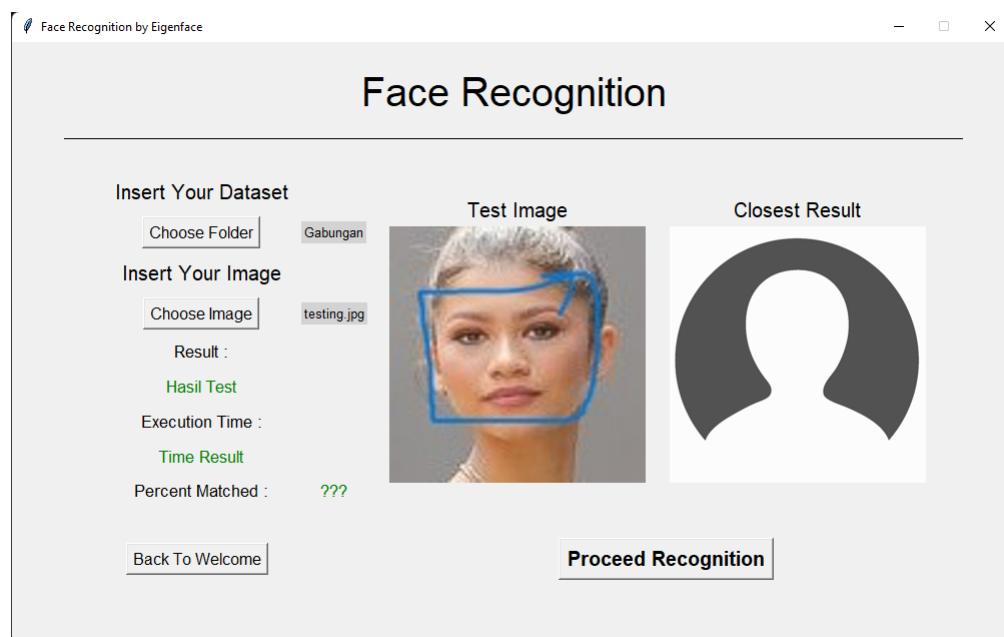 Face Recognition by Eigenface
Face Recognition
Insert Your Dataset
Choose Folder Gabungan
Insert Your Image
Choose Image testing.jpg
Result :
Hasil Test
Execution Time :
Time Result
Percent Matched : ???
Back To Welcome
Test Image
Closest Result
Proceed Recognition